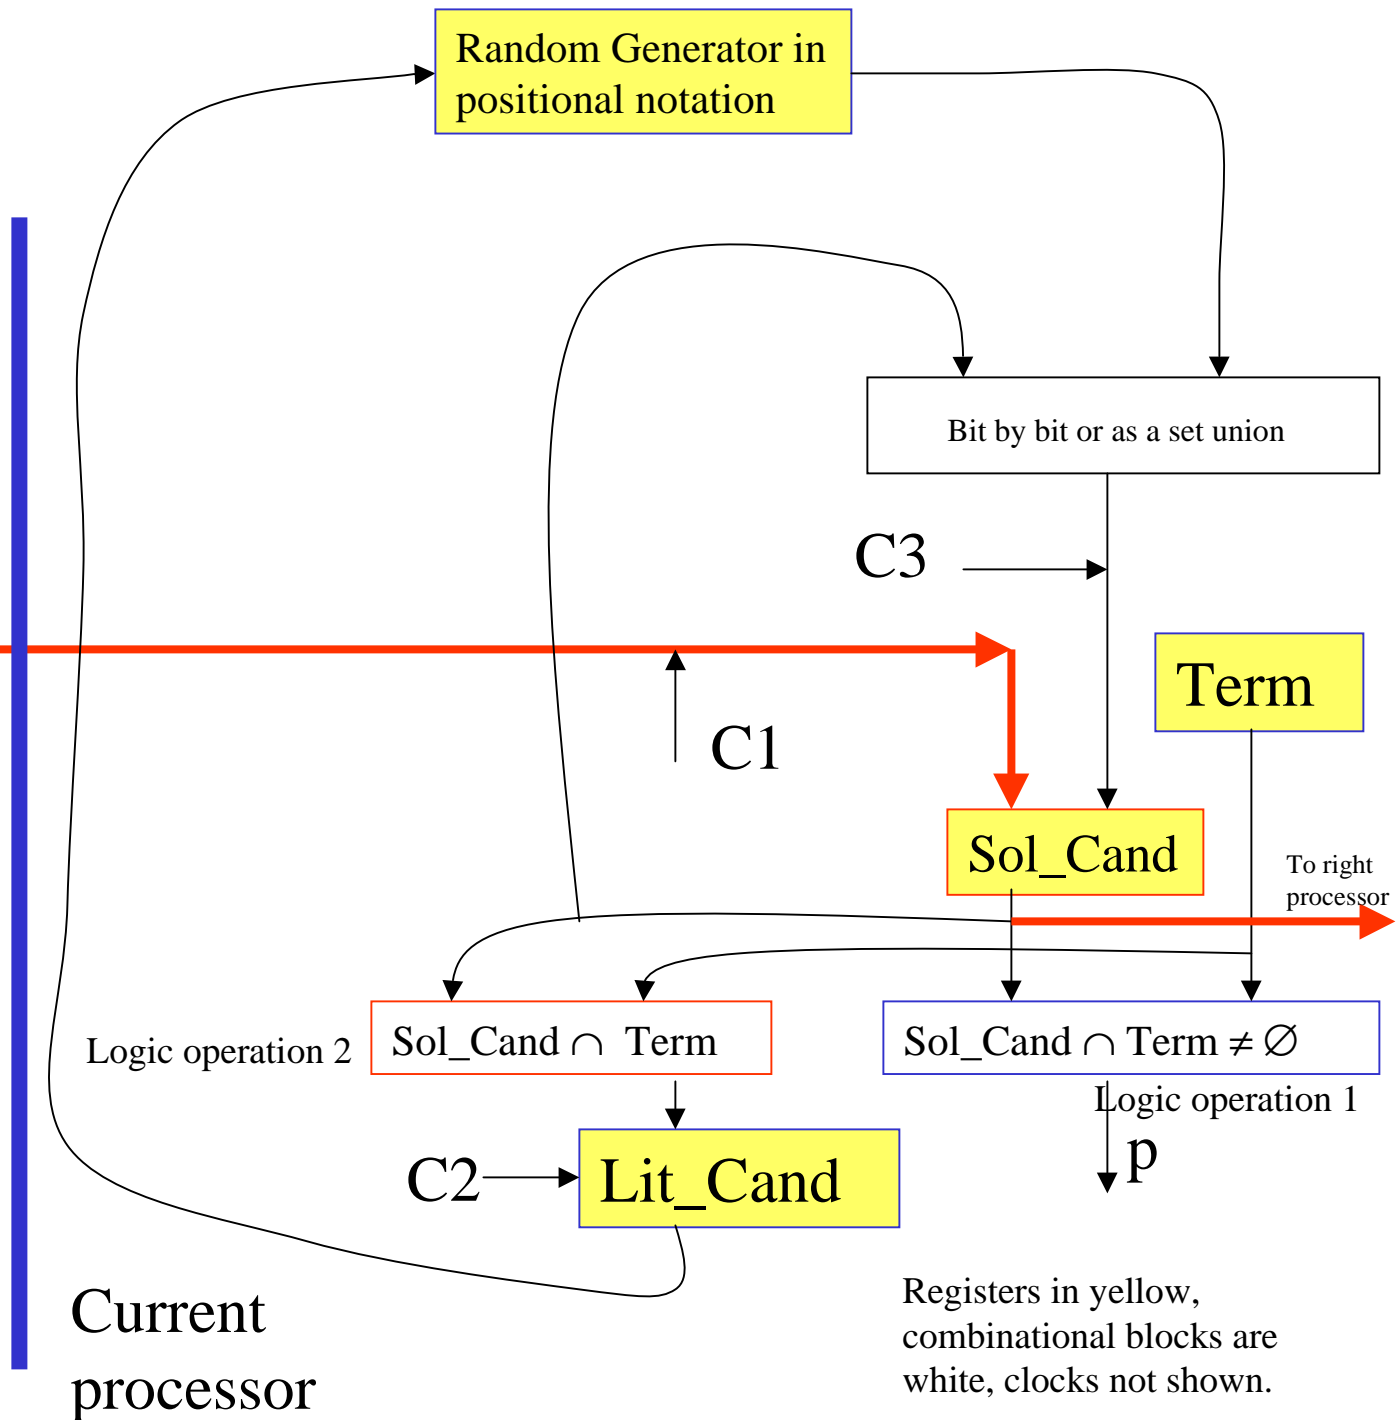 Random Generator in
positional notation
Bit by bit or as a set union
C3
Term
C1
Sol_Cand
To right
processor
Logic operation 2
Sol_Cand ∩ Term
Sol_Cand ∩ Term ≠ ∅
Logic operation 1
p
C2
Lit_Cand
Current
processor
Registers in yellow,
combinational blocks are
white, clocks not shown.